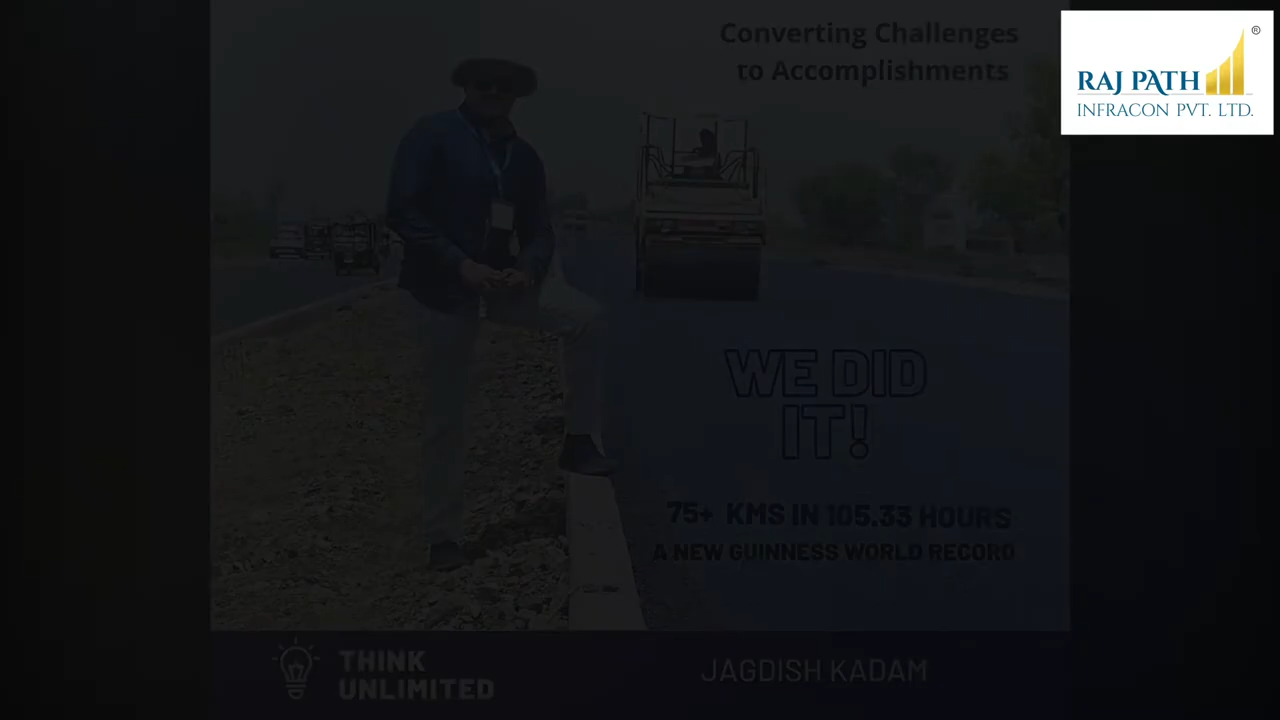 Converting Challenges
to Accomplishments
®
RAJ PATH
INFRACON PVT. LTD.
WE DID
IT!
75+ KMS IN 105.33 HOURS
A NEW GUINNESS WORLD RECORD
THINK
UNLIMITED
JAGDISH KADAM